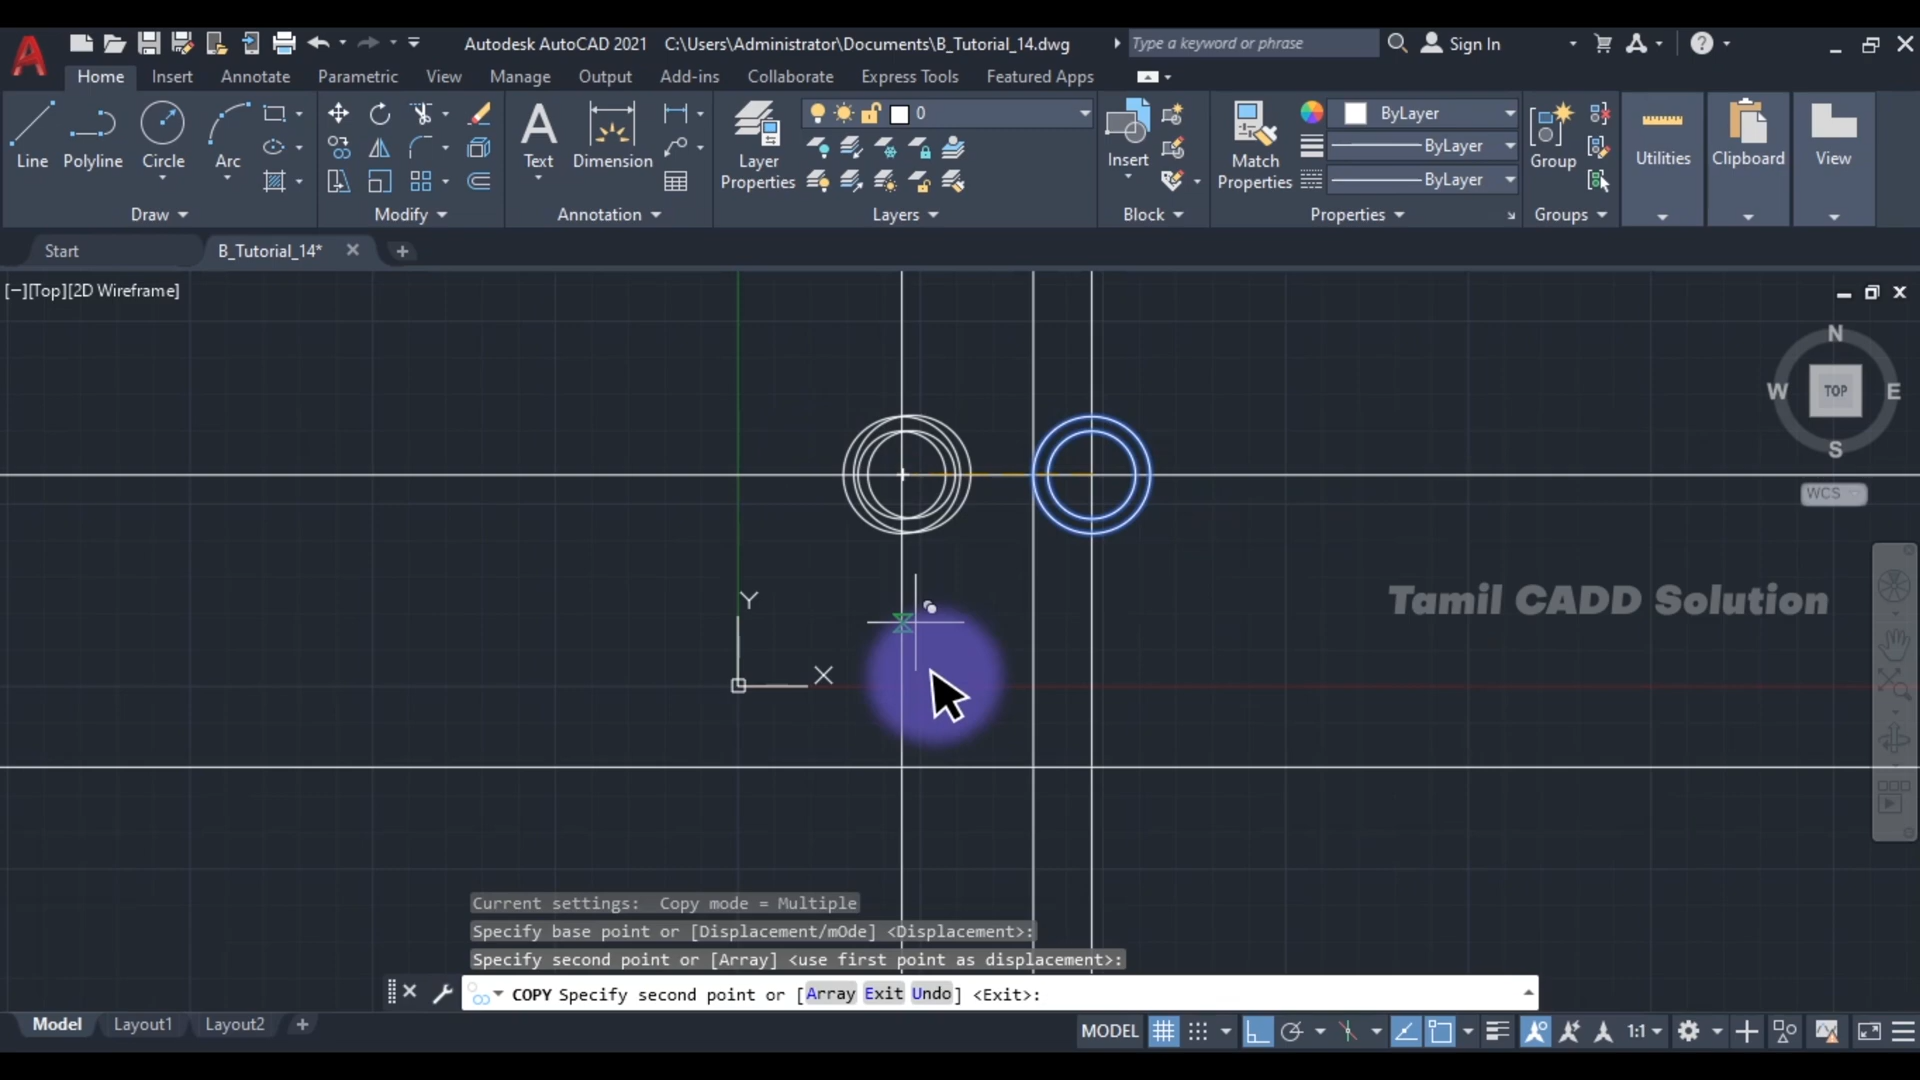 Autodesk AutoCAD 2021 C:\Users\Administrator\Documents\B_Tutorial_14.dwg Type a keyword or phrase Sign In
Home Insert Annotate Parametric View Manage Output Add-ins Collaborate Express Tools Featured Apps
0 ByLayer
ByLayer
Line Polyline Circle Arc Text Dimension Layer Properties Insert Match Properties Group Utilities Clipboard View
ByLayer
Draw Modify Annotation Layers Block Properties Groups
Start B_Tutorial_14*
[−][Top][2D Wireframe]
N
W TOP E
S
WCS
Y
Tamil CADD Solution
X
Current settings: Copy mode = Multiple
Specify base point or [Displacement/mOde] <Displacement>:
Specify second point or [Array] <use first point as displacement>:
COPY Specify second point or [Array Exit Undo] <Exit>:
Model Layout1 Layout2 MODEL 1:1